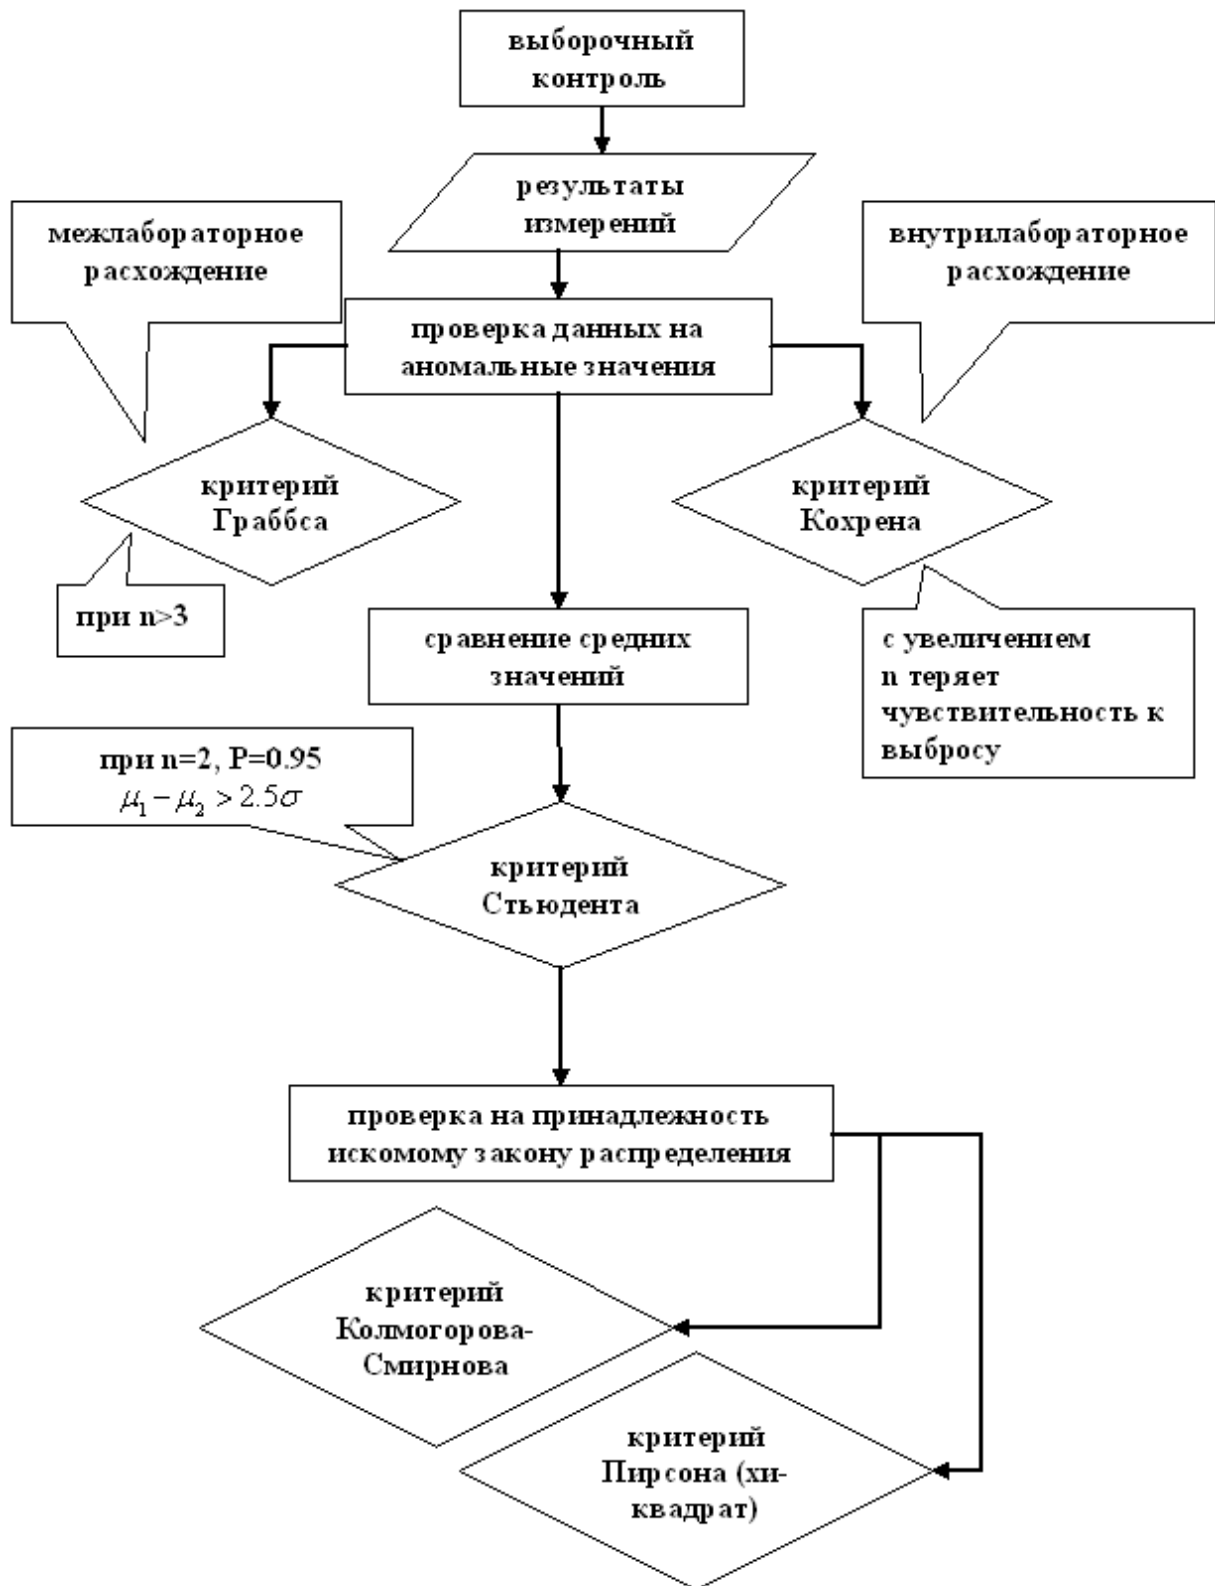 выборочный
контроль
результаты
измерений
межлабораторное
расхождение
внутрилабораторное
расхождение
проверка данных на
аномальные значения
критерий
Граббса
критерий
Кохрена
при n>3
сравнение средних
значений
с увеличением
n теряет
чувствительность к
выбросу
при n=2, P=0.95
μ₁ − μ₂ > 2.5σ
критерий
Стьюдента
проверка на принадлежность
искомому закону распределения
критерий
Колмогорова-
Смирнова
критерий
Пирсона (хи-
квадрат)